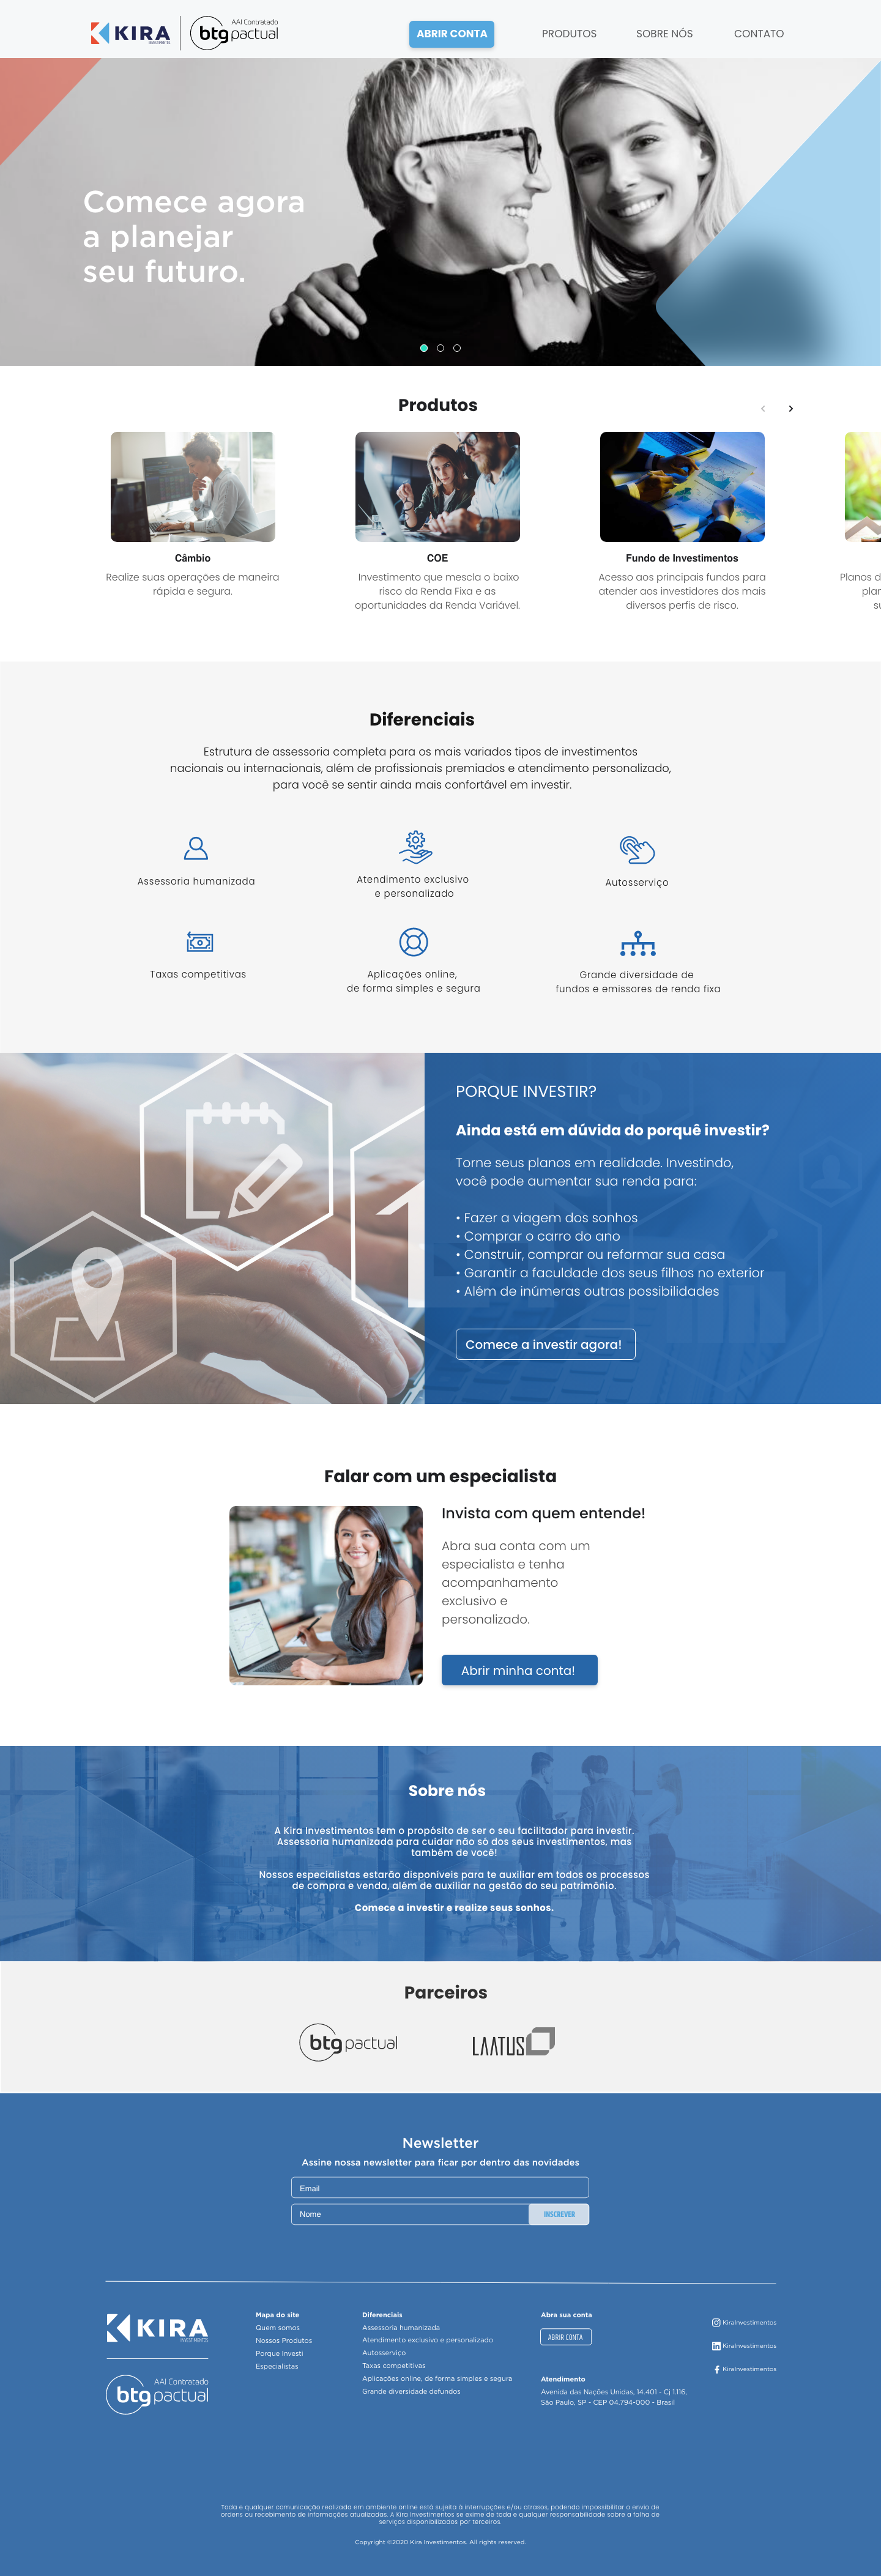 KIRA
INVESTIMENTOS
AAI Contratado
btgpactual
ABRIR CONTA
PRODUTOS
SOBRE NÓS
CONTATO
Comece agora
a planejar
seu futuro.
Produtos
Câmbio
Realize suas operações de maneira
rápida e segura.
COE
Investimento que mescla o baixo
risco da Renda Fixa e as
oportunidades da Renda Variável.
Fundo de Investimentos
Acesso aos principais fundos para
atender aos investidores dos mais
diversos perfis de risco.
Planos d
plan
su
Diferenciais
Estrutura de assessoria completa para os mais variados tipos de investimentos
nacionais ou internacionais, além de profissionais premiados e atendimento personalizado,
para você se sentir ainda mais confortável em investir.
Assessoria humanizada
Atendimento exclusivo
e personalizado
Autosserviço
Taxas competitivas
Aplicações online,
de forma simples e segura
Grande diversidade de
fundos e emissores de renda fixa
PORQUE INVESTIR?
Ainda está em dúvida do porquê investir?
Torne seus planos em realidade. Investindo,
você pode aumentar sua renda para:
• Fazer a viagem dos sonhos
• Comprar o carro do ano
• Construir, comprar ou reformar sua casa
• Garantir a faculdade dos seus filhos no exterior
• Além de inúmeras outras possibilidades
Comece a investir agora!
Falar com um especialista
Invista com quem entende!
Abra sua conta com um
especialista e tenha
acompanhamento
exclusivo e
personalizado.
Abrir minha conta!
Sobre nós
A Kira Investimentos tem o propósito de ser o seu facilitador para investir.
Assessoria humanizada para cuidar não só dos seus investimentos, mas
também de você!
Nossos especialistas estarão disponíveis para te auxiliar em todos os processos
de compra e venda, além de auxiliar na gestão do seu patrimônio.
Comece a investir e realize seus sonhos.
Parceiros
btgpactual
LAATUS
Newsletter
Assine nossa newsletter para ficar por dentro das novidades
Email
Nome
INSCREVER
KIRA
INVESTIMENTOS
AAI Contratado
btgpactual
Mapa do site
Quem somos
Nossos Produtos
Porque Investi
Especialistas
Diferenciais
Assessoria humanizada
Atendimento exclusivo e personalizado
Autosserviço
Taxas competitivas
Aplicações online, de forma simples e segura
Grande diversidade defundos
Abra sua conta
ABRIR CONTA
Atendimento
Avenida das Nações Unidas, 14.401 - Cj 1.116,
São Paulo, SP - CEP 04.794-000 - Brasil
KiraInvestimentos
KiraInvestimentos
KiraInvestimentos
Toda e qualquer comunicação realizada em ambiente online está sujeita à interrupções e/ou atrasos, podendo impossibilitar o envio de
ordens ou recebimento de informações atualizadas. A Kira Investimentos se exime de toda e qualquer responsabilidade sobre a falha de
serviços disponibilizados por terceiros.
Copyright ©2020 Kira Investimentos. All rights reserved.